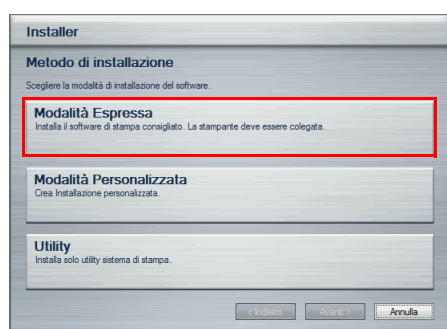 Installer
Metodo di installazione
Scegliere la modalità di installazione del software.
Modalità Espressa
Installa il software di stampa consigliato. La stampante deve essere colegata.
Modalità Personalizzata
Crea Installazione personalizzata.
Utility
Installa solo utility sistema di stampa.
< Indietro Avanti > Annulla